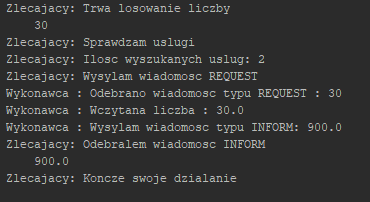 Zlecajacy: Trwa losowanie liczby
30
Zlecajacy: Sprawdzam uslugi
Zlecajacy: Ilosc wyszukanych uslug: 2
Zlecajacy: Wysylam wiadomosc REQUEST
Wykonawca : Odebrano wiadomosc typu REQUEST : 30
Wykonawca : Wczytana liczba : 30.0
Wykonawca : Wysylam wiadomosc typu INFORM: 900.0
Zlecajacy: Odebralem wiadomosc INFORM
900.0
Zlecajacy: Koncze swoje dzialanie